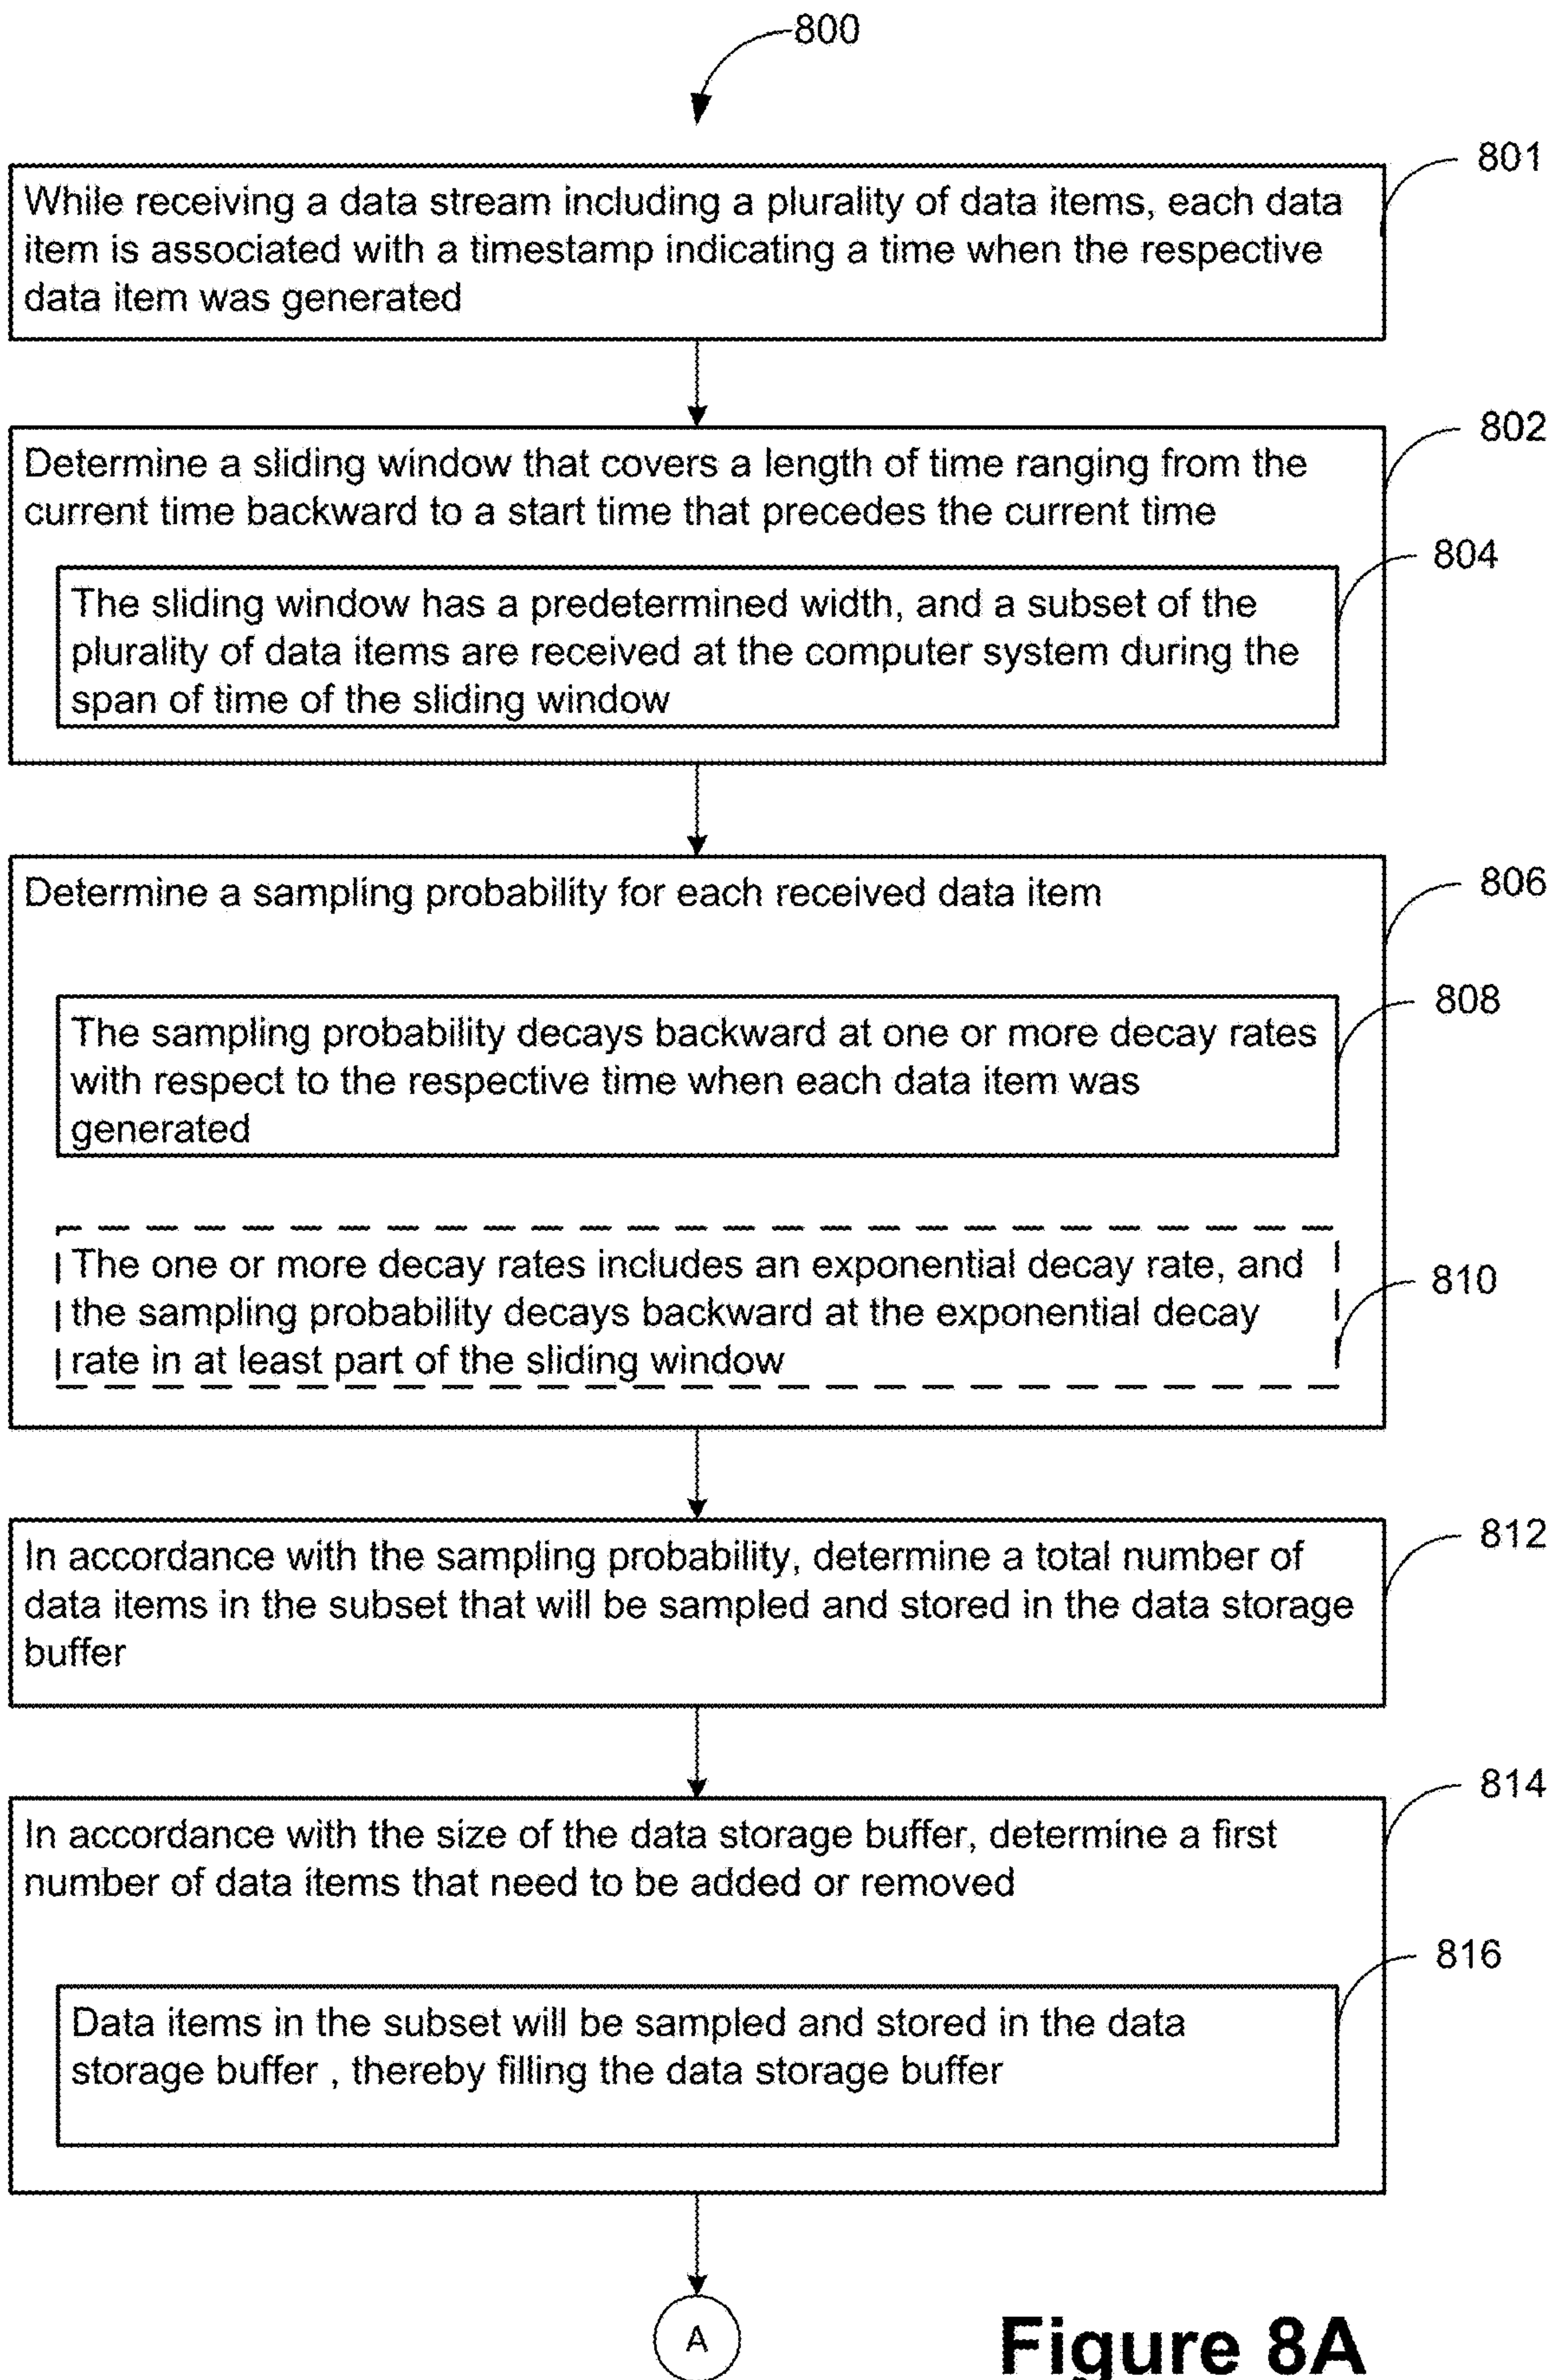 800
801
While receiving a data stream including a plurality of data items, each data
item is associated with a timestamp indicating a time when the respective
data item was generated
802
Determine a sliding window that covers a length of time ranging from the
current time backward to a start time that precedes the current time
804
The sliding window has a predetermined width, and a subset of the
plurality of data items are received at the computer system during the
span of time of the sliding window
806
Determine a sampling probability for each received data item
808
The sampling probability decays backward at one or more decay rates
with respect to the respective time when each data item was
generated
810
The one or more decay rates includes an exponential decay rate, and
the sampling probability decays backward at the exponential decay
rate in at least part of the sliding window
812
In accordance with the sampling probability, determine a total number of
data items in the subset that will be sampled and stored in the data storage
buffer
814
In accordance with the size of the data storage buffer, determine a first
number of data items that need to be added or removed
816
Data items in the subset will be sampled and stored in the data
storage buffer , thereby filling the data storage buffer
A
Figure 8A